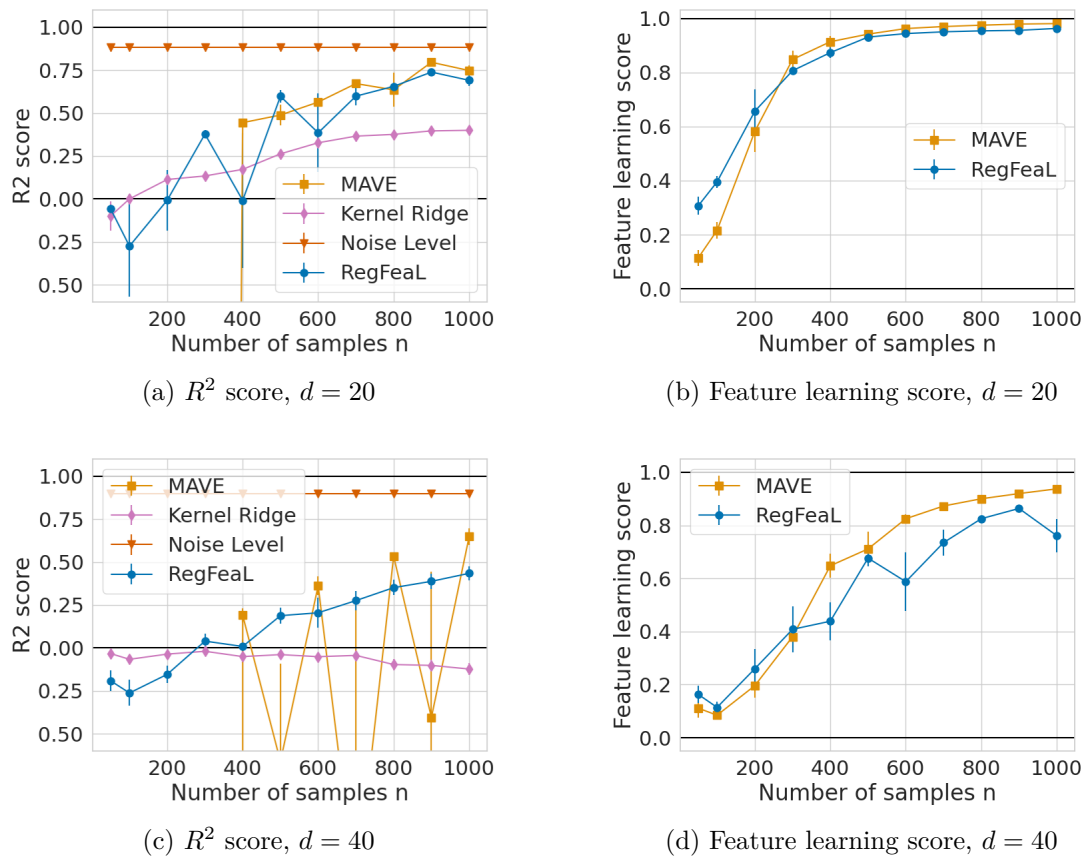 1.00
0.75
0.50
0.25
0.00
0.25
0.50
R2 score
MAVE
Kernel Ridge
Noise Level
RegFeaL
200 400 600 800 1000
Number of samples n
(a) R² score, d = 20
1.0
0.8
0.6
0.4
0.2
0.0
Feature learning score
MAVE
RegFeaL
200 400 600 800 1000
Number of samples n
(b) Feature learning score, d = 20
1.00
0.75
0.50
0.25
0.00
0.25
0.50
R2 score
MAVE
Kernel Ridge
Noise Level
RegFeaL
200 400 600 800 1000
Number of samples n
(c) R² score, d = 40
1.0
0.8
0.6
0.4
0.2
0.0
Feature learning score
MAVE
RegFeaL
200 400 600 800 1000
Number of samples n
(d) Feature learning score, d = 40